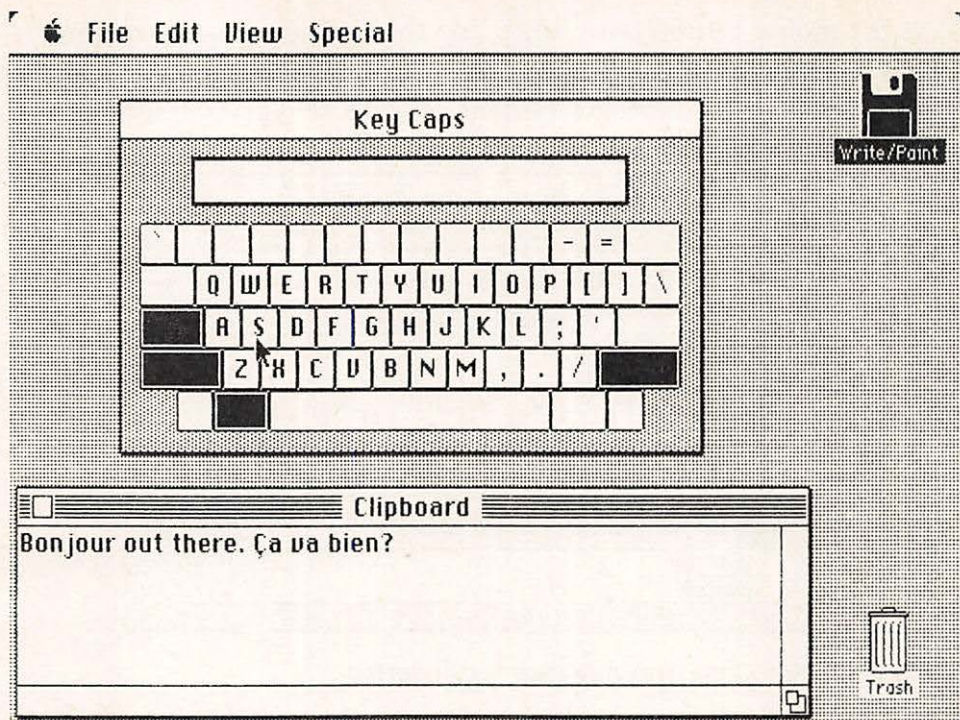 File Edit View Special
Key Caps
Write/Paint
` - =
Q W E R T Y U I O P [ ] \
A S D F G H J K L ; '
Z X C V B N M , . /
Clipboard
Bonjour out there. Ça va bien?
Trash